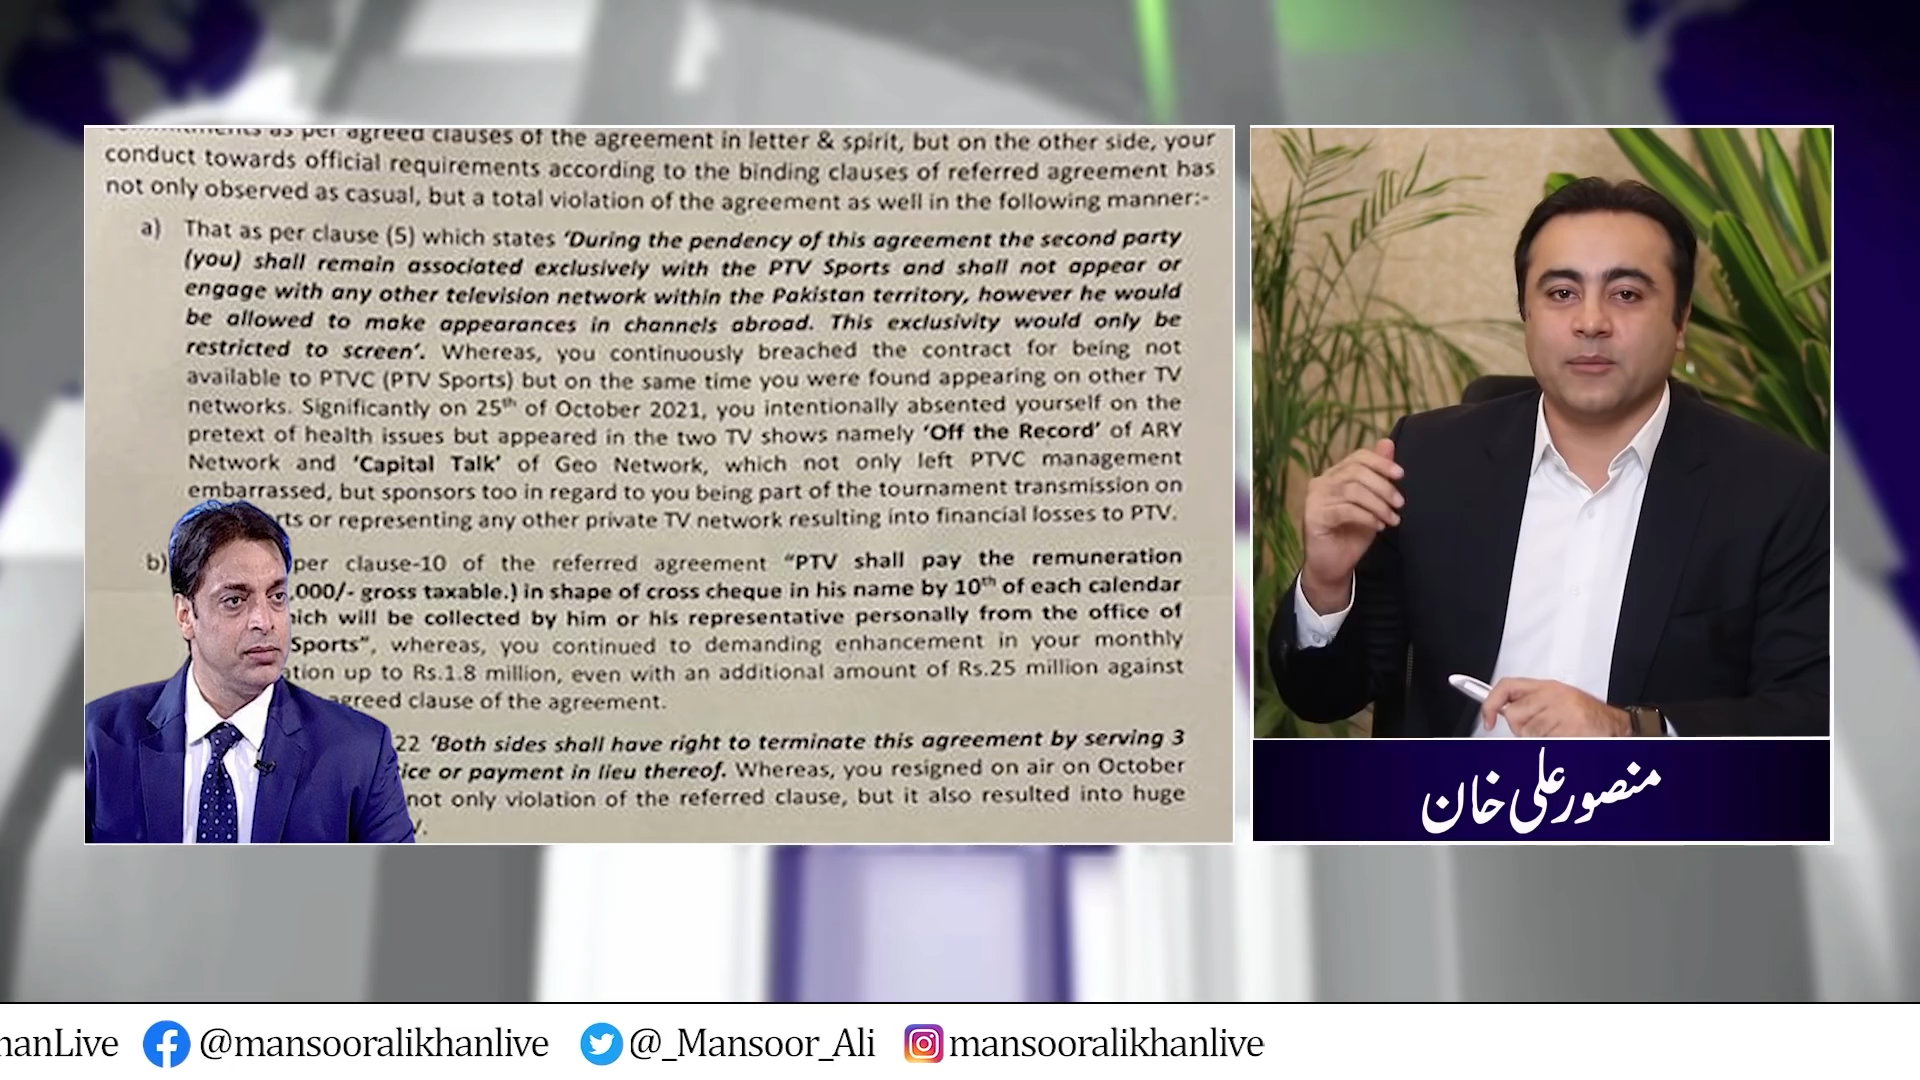 as per agreed clauses of the agreement in letter & spirit, but on the other side, your
conduct towards official requirements according to the binding clauses of referred agreement has
not only observed as casual, but a total violation of the agreement as well in the following manner:-
a) That as per clause (5) which states ‘During the pendency of this agreement the second party
(you) shall remain associated exclusively with the PTV Sports and shall not appear or
engage with any other television network within the Pakistan territory, however he would
be allowed to make appearances in channels abroad. This exclusivity would only be
restricted to screen’. Whereas, you continuously breached the contract for being not
available to PTVC (PTV Sports) but on the same time you were found appearing on other TV
networks. Significantly on 25th of October 2021, you intentionally absented yourself on the
pretext of health issues but appeared in the two TV shows namely ‘Off the Record’ of ARY
Network and ‘Capital Talk’ of Geo Network, which not only left PTVC management
embarrassed, but sponsors too in regard to you being part of the tournament transmission on
rts or representing any other private TV network resulting into financial losses to PTV.
b) per clause-10 of the referred agreement “PTV shall pay the remuneration
,000/- gross taxable.) in shape of cross cheque in his name by 10th of each calendar
ich will be collected by him or his representative personally from the office of
Sports”, whereas, you continued to demanding enhancement in your monthly
ation up to Rs.1.8 million, even with an additional amount of Rs.25 million against
greed clause of the agreement.
22 ‘Both sides shall have right to terminate this agreement by serving 3
ice or payment in lieu thereof. Whereas, you resigned on air on October
not only violation of the referred clause, but it also resulted into huge
V.
منصور علی خان
hanLive @mansooralikhanlive @_Mansoor_Ali mansooralikhanlive